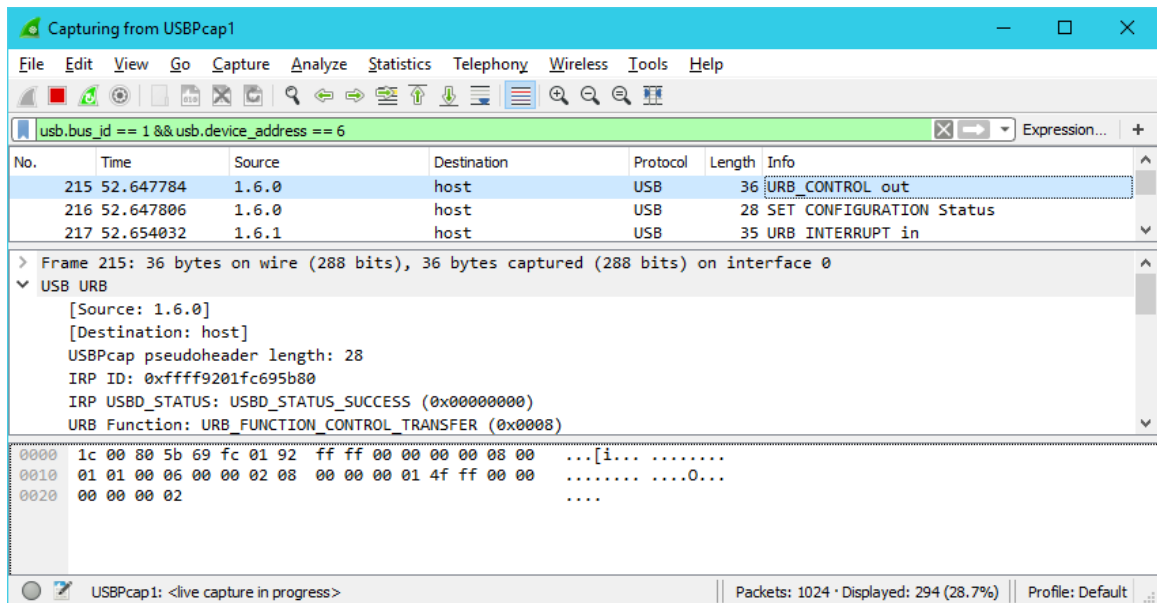 Capturing from USBPcap1
File Edit View Go Capture Analyze Statistics Telephony Wireless Tools Help
usb.bus_id == 1 && usb.device_address == 6 Expression... +
No. Time Source Destination Protocol Length Info
215 52.647784 1.6.0 host USB 36 URB_CONTROL out
216 52.647806 1.6.0 host USB 28 SET CONFIGURATION Status
217 52.654032 1.6.1 host USB 35 URB_INTERRUPT in
> Frame 215: 36 bytes on wire (288 bits), 36 bytes captured (288 bits) on interface 0
USB URB
[Source: 1.6.0]
[Destination: host]
USBPcap pseudoheader length: 28
IRP ID: 0xffff9201fc695b80
IRP USBD_STATUS: USBD_STATUS_SUCCESS (0x00000000)
URB Function: URB_FUNCTION_CONTROL_TRANSFER (0x0008)
0000 1c 00 80 5b 69 fc 01 92 ff ff 00 00 00 00 08 00 ...[i... ........
0010 01 01 00 06 00 00 02 08 00 00 00 01 4f ff 00 00 ........ ....O...
0020 00 00 00 02 ....
USBPcap1: <live capture in progress> Packets: 1024 · Displayed: 294 (28.7%) Profile: Default